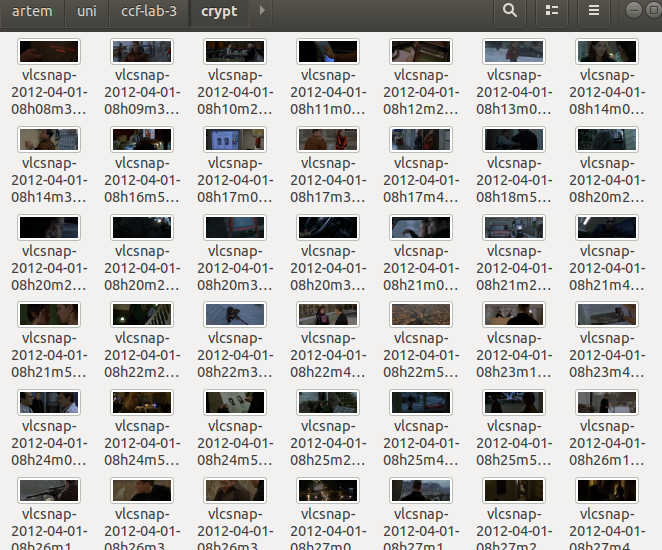 artem uni ccf-lab-3 crypt
vlcsnap- vlcsnap- vlcsnap- vlcsnap- vlcsnap- vlcsnap- vlcsnap-
2012-04-01- 2012-04-01- 2012-04-01- 2012-04-01- 2012-04-01- 2012-04-01- 2012-04-01-
08h08m3... 08h09m3... 08h10m2... 08h11m0... 08h12m2... 08h13m0... 08h14m0...
vlcsnap- vlcsnap- vlcsnap- vlcsnap- vlcsnap- vlcsnap- vlcsnap-
2012-04-01- 2012-04-01- 2012-04-01- 2012-04-01- 2012-04-01- 2012-04-01- 2012-04-01-
08h14m3... 08h16m5... 08h17m0... 08h17m3... 08h17m4... 08h18m5... 08h20m2...
vlcsnap- vlcsnap- vlcsnap- vlcsnap- vlcsnap- vlcsnap- vlcsnap-
2012-04-01- 2012-04-01- 2012-04-01- 2012-04-01- 2012-04-01- 2012-04-01- 2012-04-01-
08h20m2... 08h20m2... 08h20m3... 08h20m3... 08h21m0... 08h21m2... 08h21m4...
vlcsnap- vlcsnap- vlcsnap- vlcsnap- vlcsnap- vlcsnap- vlcsnap-
2012-04-01- 2012-04-01- 2012-04-01- 2012-04-01- 2012-04-01- 2012-04-01- 2012-04-01-
08h21m5... 08h22m2... 08h22m3... 08h22m4... 08h22m5... 08h23m1... 08h23m4...
vlcsnap- vlcsnap- vlcsnap- vlcsnap- vlcsnap- vlcsnap- vlcsnap-
2012-04-01- 2012-04-01- 2012-04-01- 2012-04-01- 2012-04-01- 2012-04-01- 2012-04-01-
08h24m0... 08h24m5... 08h24m5... 08h25m2... 08h25m4... 08h25m5... 08h26m1...
vlcsnap- vlcsnap- vlcsnap- vlcsnap- vlcsnap- vlcsnap- vlcsnap-
2012-04-01- 2012-04-01- 2012-04-01- 2012-04-01- 2012-04-01- 2012-04-01- 2012-04-01-
08h26m1... 08h26m3... 08h26m3... 08h27m0... 08h27m1... 08h27m2... 08h27m4...